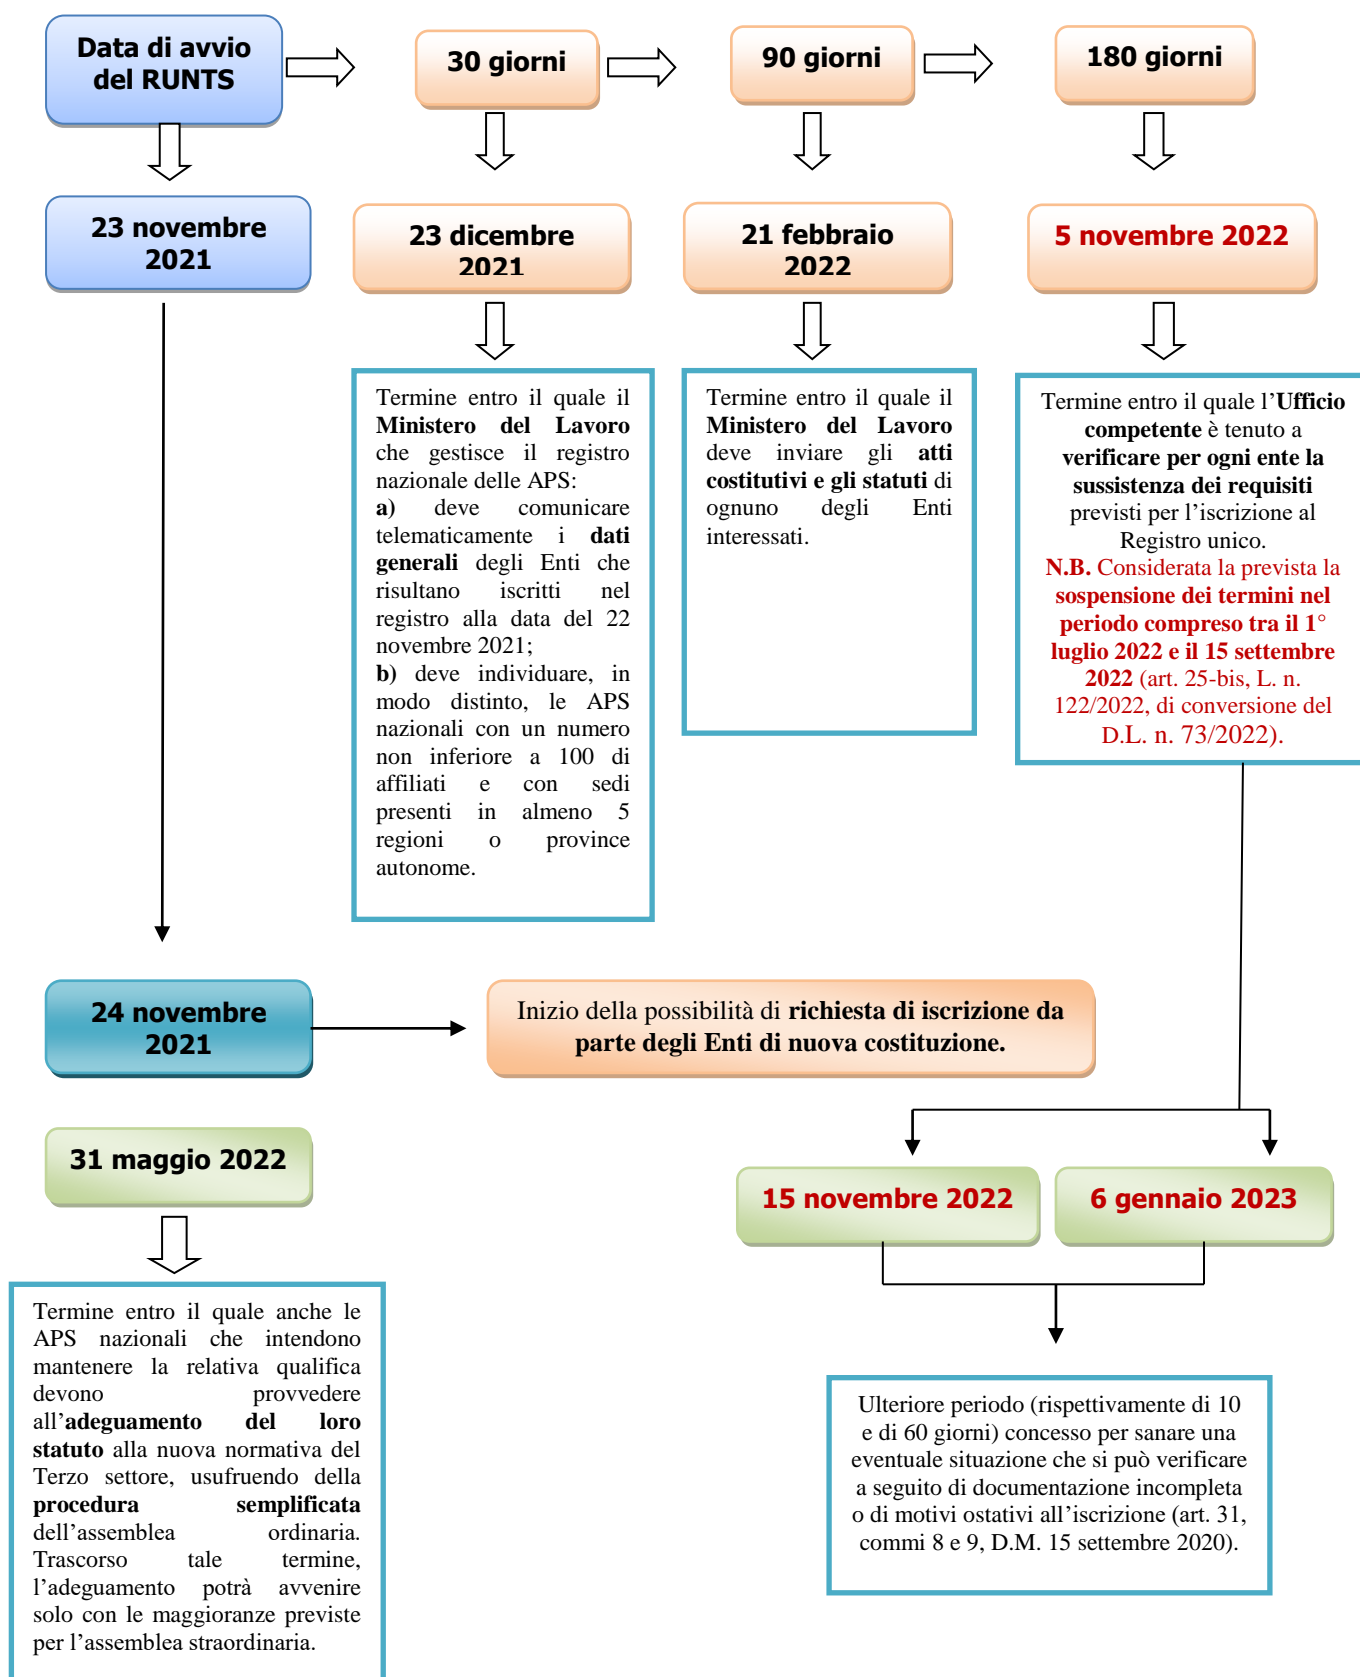 Data di avvio
del RUNTS
30 giorni
90 giorni
180 giorni
23 novembre
2021
23 dicembre
2021
21 febbraio
2022
5 novembre 2022
Termine entro il quale il
Ministero del Lavoro
che gestisce il registro
nazionale delle APS:
a) deve comunicare
telematicamente i dati
generali degli Enti che
risultano iscritti nel
registro alla data del 22
novembre 2021;
b) deve individuare, in
modo distinto, le APS
nazionali con un numero
non inferiore a 100 di
affiliati e con sedi
presenti in almeno 5
regioni o province
autonome.
Termine entro il quale il
Ministero del Lavoro
deve inviare gli atti
costitutivi e gli statuti di
ognuno degli Enti
interessati.
Termine entro il quale l’Ufficio
competente è tenuto a
verificare per ogni ente la
sussistenza dei requisiti
previsti per l’iscrizione al
Registro unico.
N.B. Considerata la prevista la
sospensione dei termini nel
periodo compreso tra il 1°
luglio 2022 e il 15 settembre
2022 (art. 25-bis, L. n.
122/2022, di conversione del
D.L. n. 73/2022).
24 novembre
2021
Inizio della possibilità di richiesta di iscrizione da
parte degli Enti di nuova costituzione.
31 maggio 2022
15 novembre 2022
6 gennaio 2023
Termine entro il quale anche le
APS nazionali che intendono
mantenere la relativa qualifica
devono provvedere
all’adeguamento del loro
statuto alla nuova normativa del
Terzo settore, usufruendo della
procedura semplificata
dell’assemblea ordinaria.
Trascorso tale termine,
l’adeguamento potrà avvenire
solo con le maggioranze previste
per l’assemblea straordinaria.
Ulteriore periodo (rispettivamente di 10
e di 60 giorni) concesso per sanare una
eventuale situazione che si può verificare
a seguito di documentazione incompleta
o di motivi ostativi all’iscrizione (art. 31,
commi 8 e 9, D.M. 15 settembre 2020).